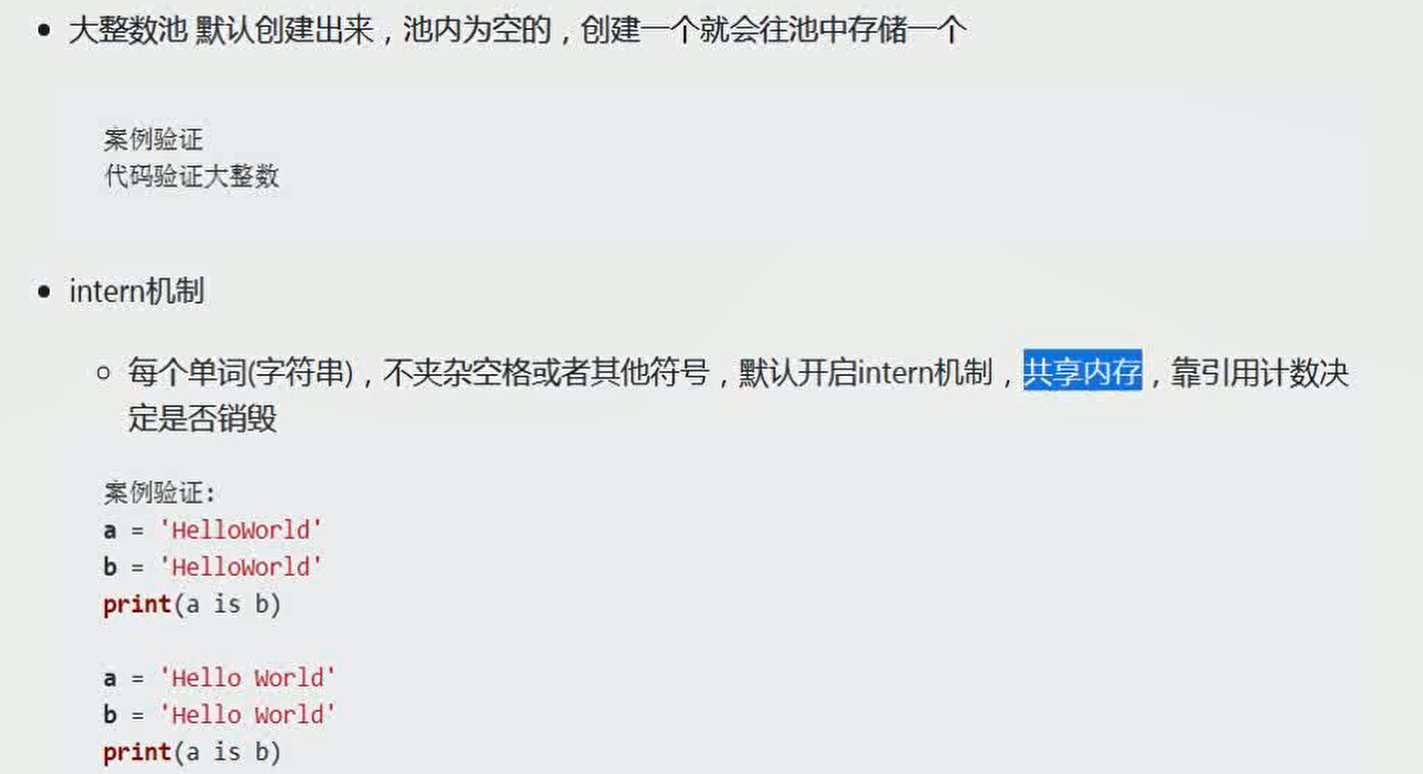 大整数池 默认创建出来，池内为空的，创建一个就会往池中存储一个
案例验证
代码验证大整数
intern机制
每个单词(字符串)，不夹杂空格或者其他符号，默认开启intern机制，共享内存，靠引用计数决
定是否销毁
案例验证:
a = 'HelloWorld'
b = 'HelloWorld'
print(a is b)
a = 'Hello World'
b = 'Hello World'
print(a is b)